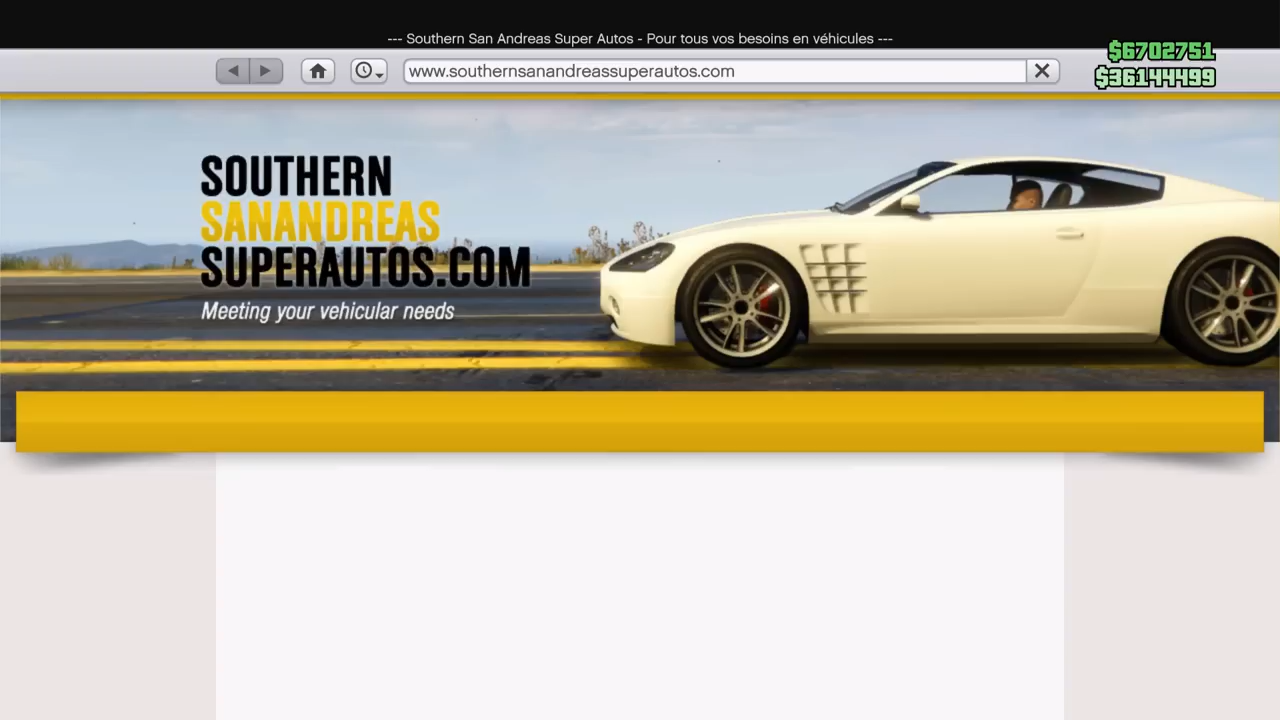 --- Southern San Andreas Super Autos - Pour tous vos besoins en véhicules ---
www.southernsanandreassuperautos.com
$6702751
$36144499
SOUTHERN
SANANDREAS
SUPERAUTOS.COM
Meeting your vehicular needs